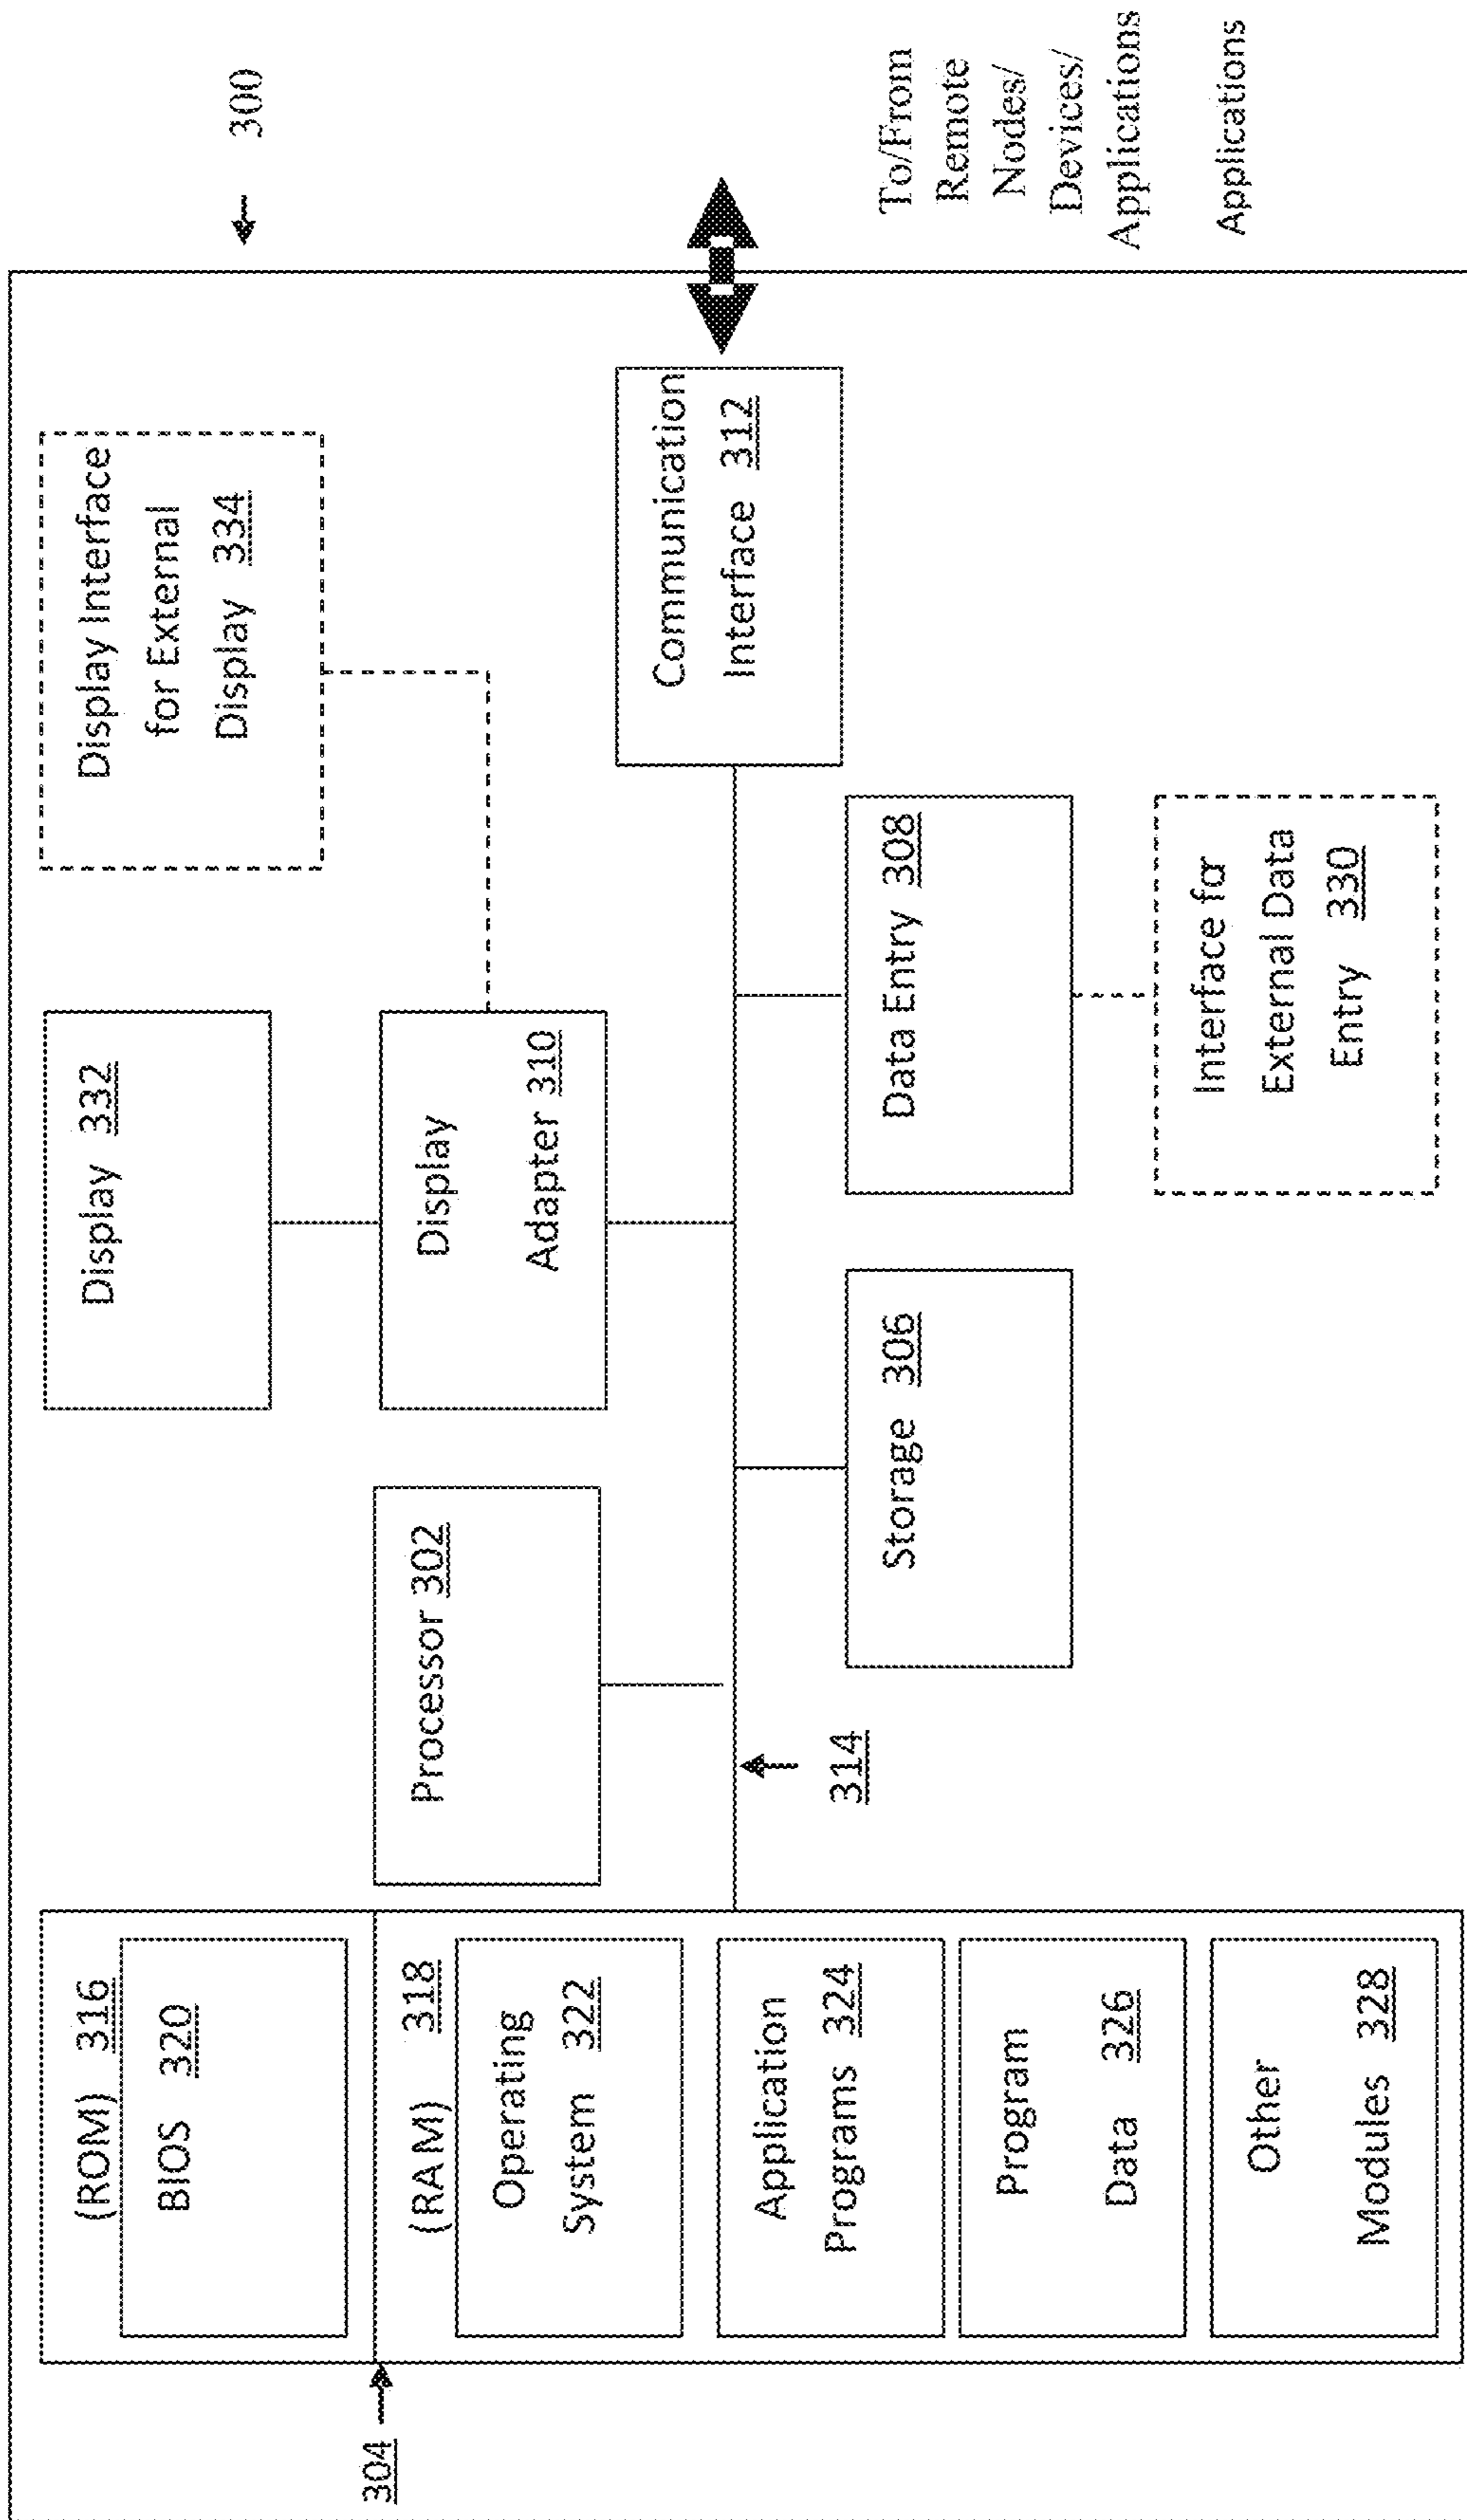 300
(ROM) 316
BIOS 320
304
(RAM) 318
Operating
System 322
Application
Programs 324
Program
Data 326
Other
Modules 328
Processor 302
314
Display 332
Display
Adapter 310
Storage 306
Display Interface
for External
Display 334
Data Entry 308
Interface for
External Data
Entry 330
Communication
Interface 312
To/From
Remote
Nodes/
Devices/
Applications
Applications